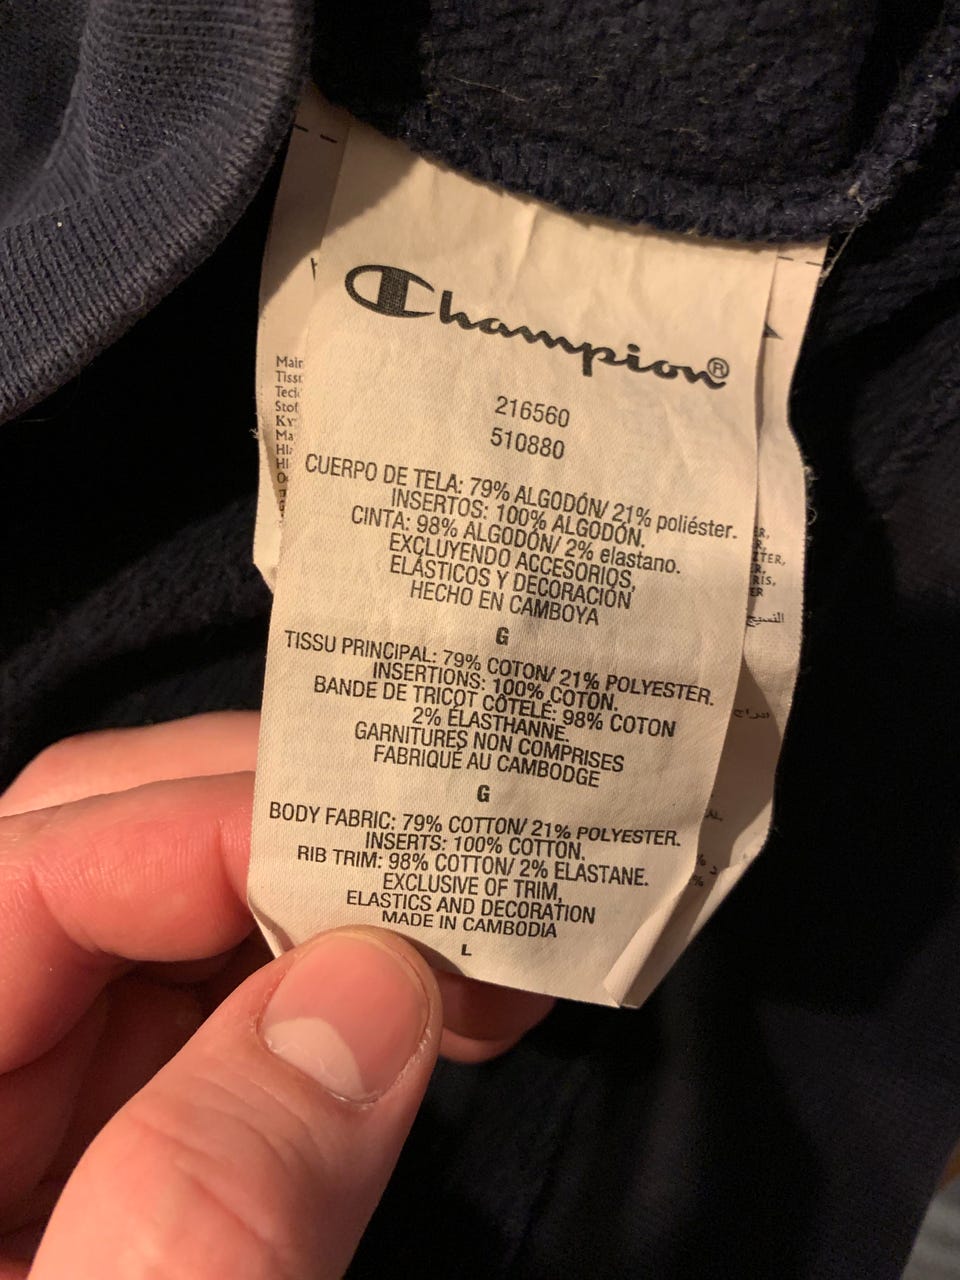 Champion®
216560
510880
CUERPO DE TELA: 79% ALGODÓN/ 21% poliéster.
INSERTOS: 100% ALGODÓN.
CINTA: 98% ALGODÓN/ 2% elastano.
EXCLUYENDO ACCESORIOS,
ELÁSTICOS Y DECORACIÓN
HECHO EN CAMBOYA
G
TISSU PRINCIPAL: 79% COTON/ 21% POLYESTER.
INSERTIONS: 100% COTON.
BANDE DE TRICOT CÔTELÉ: 98% COTON
2% ÉLASTHANNE.
GARNITURES NON COMPRISES
FABRIQUÉ AU CAMBODGE
G
BODY FABRIC: 79% COTTON/ 21% POLYESTER.
INSERTS: 100% COTTON.
RIB TRIM: 98% COTTON/ 2% ELASTANE.
EXCLUSIVE OF TRIM,
ELASTICS AND DECORATION
MADE IN CAMBODIA
L